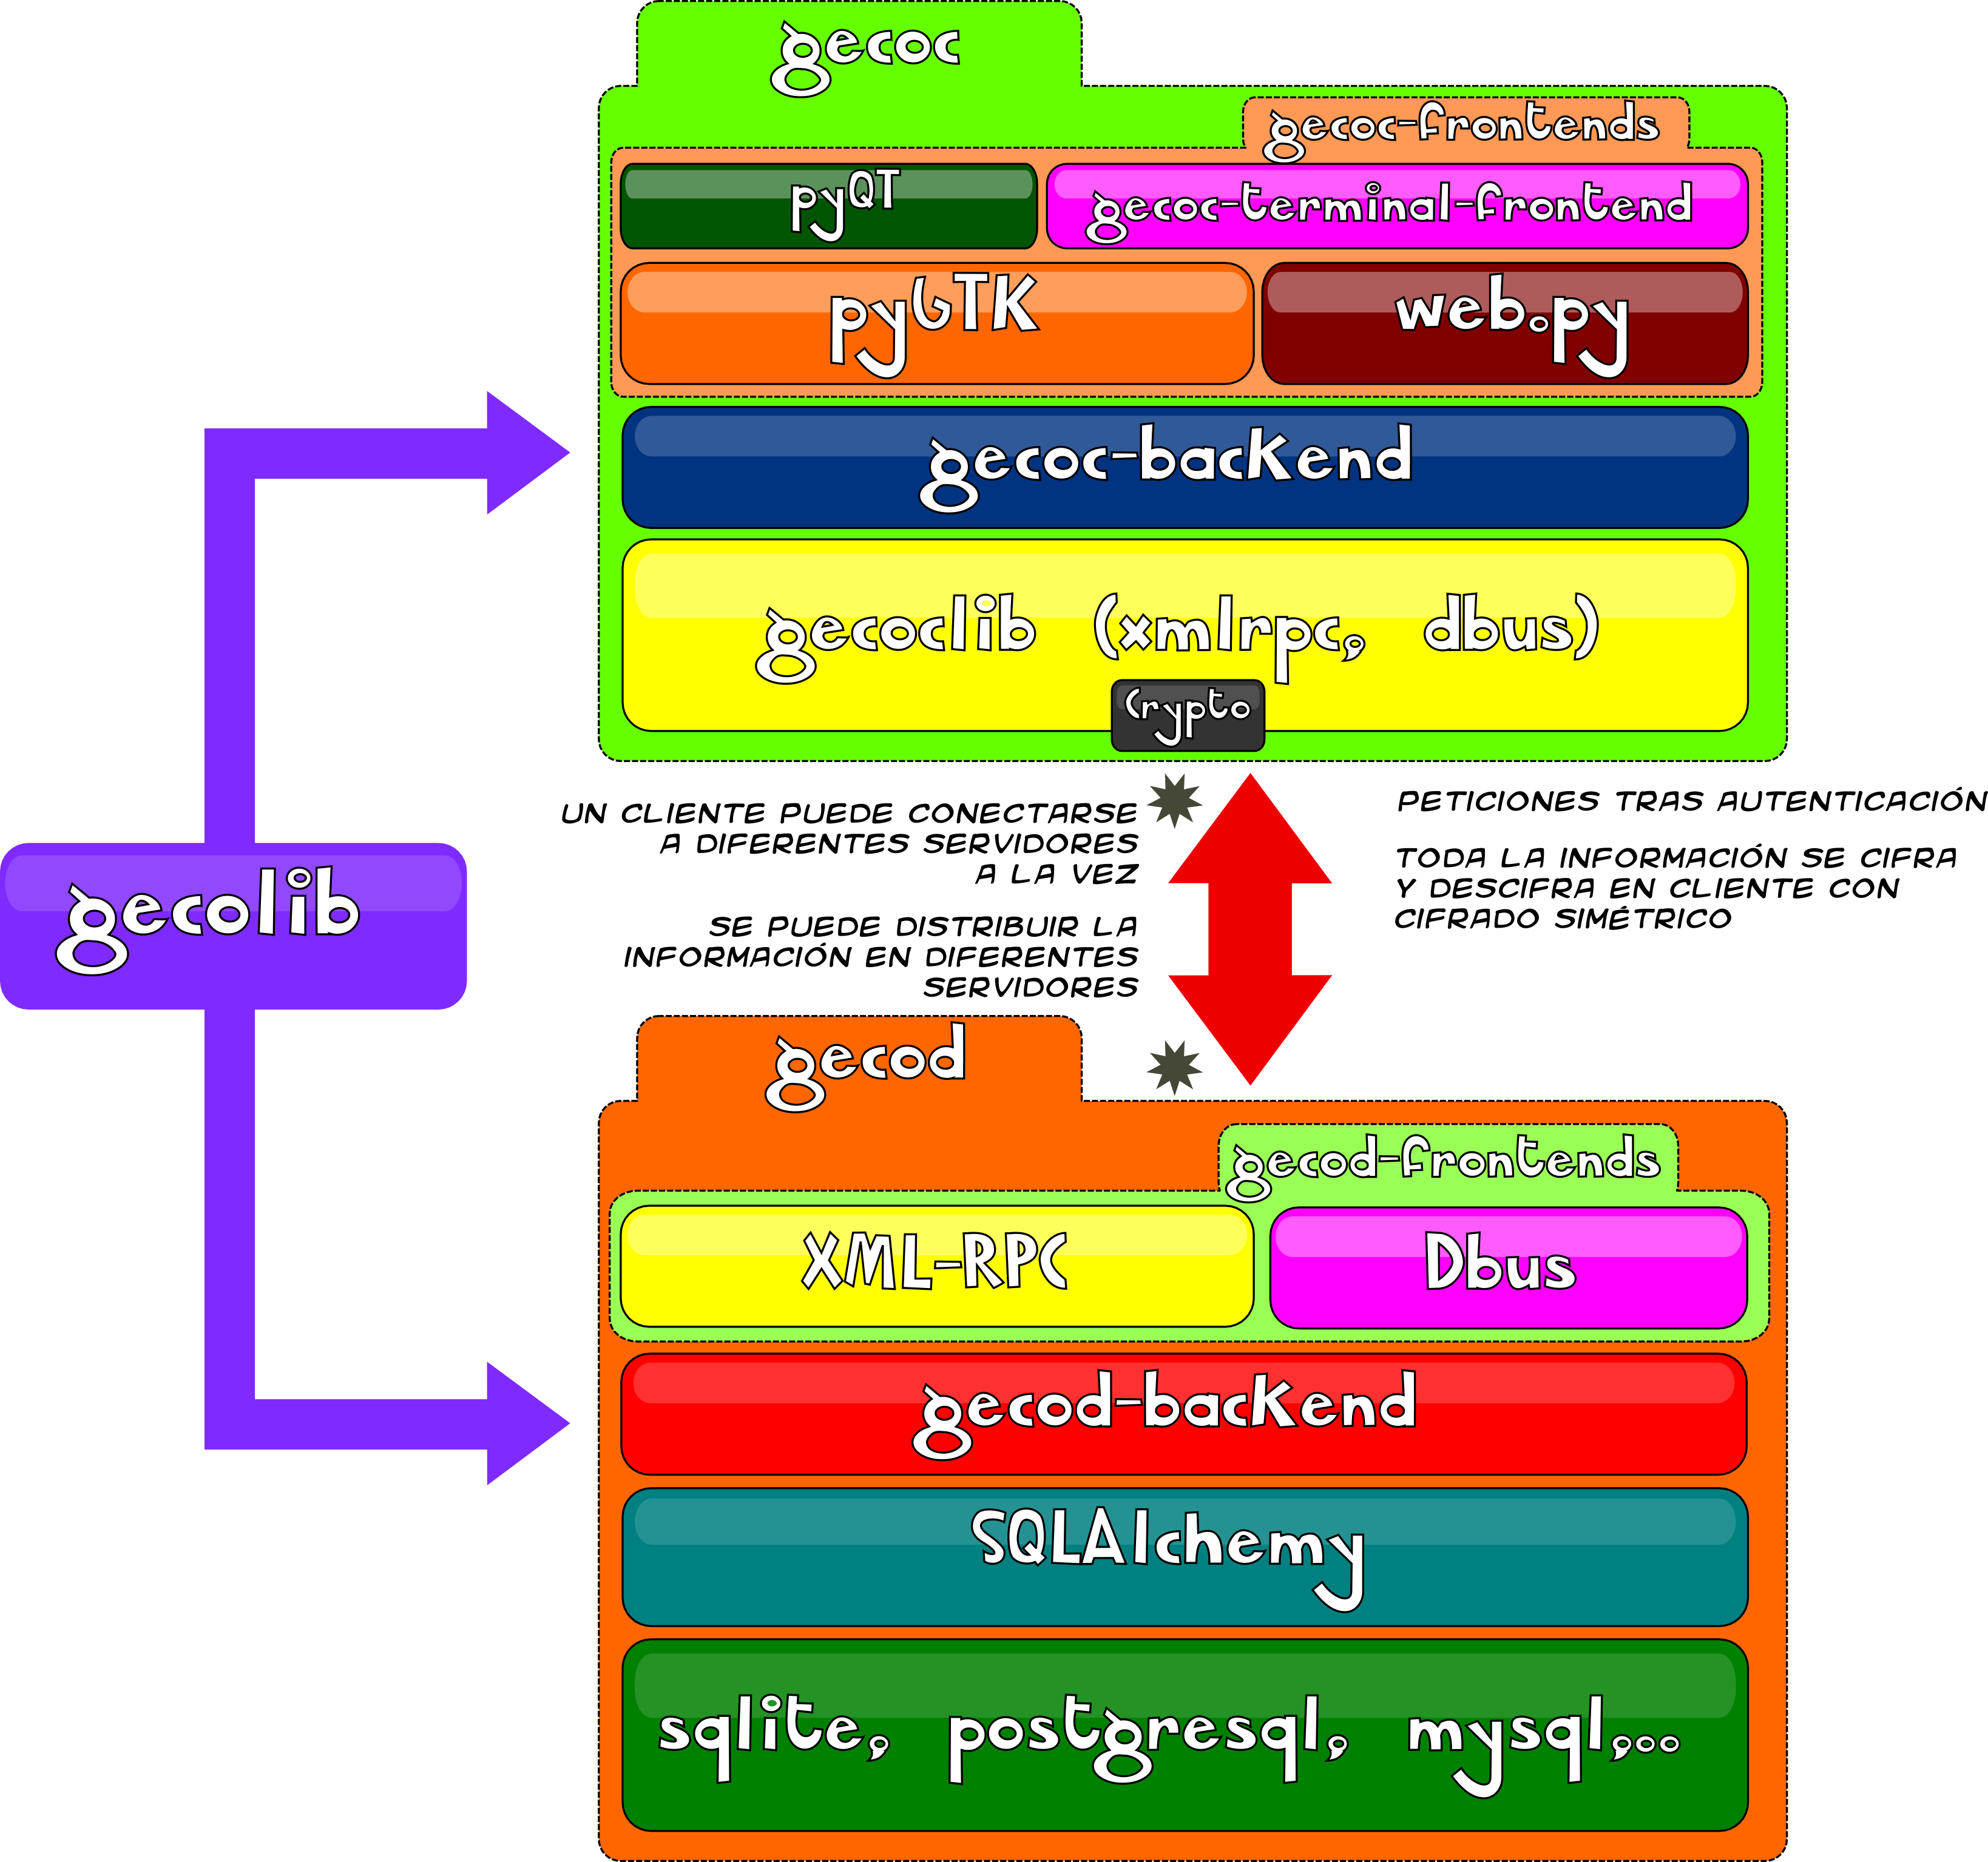 gecoc
gecoc-frontends
pyQT
gecoc-terminal-frontend
pyGTK
web.py
gecoc-backend
gecoclib (xmlrpc, dbus)
Crypto
UN CLIENTE PUEDE CONECTARSE
A DIFERENTES SERVIDORES
A LA VEZ
SE PUEDE DISTRIBUIR LA
INFORMACIÓN EN DIFERENTES
SERVIDORES
PETICIONES TRAS AUTENTICACIÓN
TODA LA INFORMACIÓN SE CIFRA
Y DESCIFRA EN CLIENTE CON
CIFRADO SIMÉTRICO
gecolib
gecod
gecod-frontends
XML-RPC
Dbus
gecod-backend
SQLAlchemy
sqlite, postgresql, mysql,..